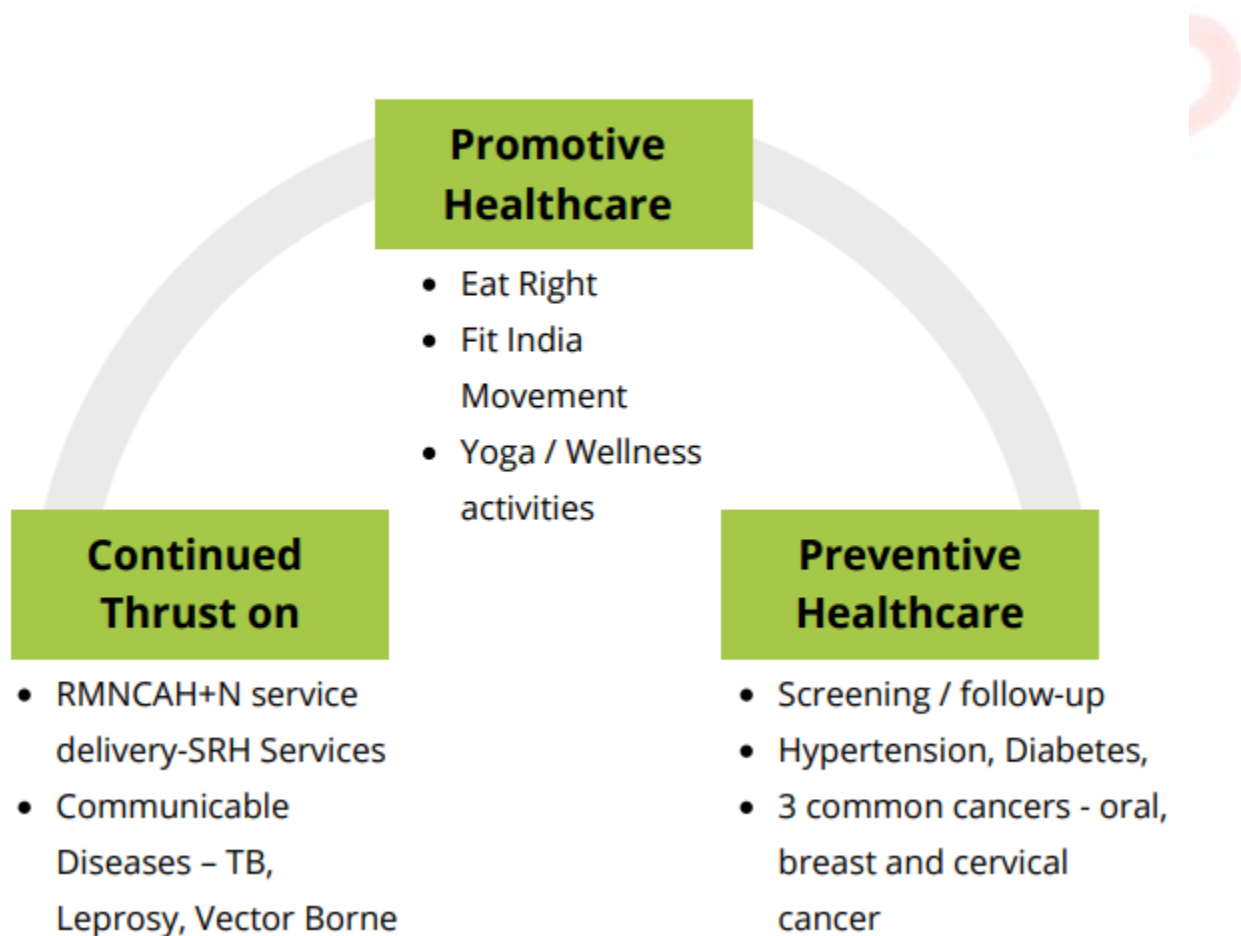 Promotive
Healthcare
• Eat Right
• Fit India
Movement
• Yoga / Wellness
activities
Continued
Thrust on
• RMNCAH+N service
delivery-SRH Services
• Communicable
Diseases – TB,
Leprosy, Vector Borne
Preventive
Healthcare
• Screening / follow-up
• Hypertension, Diabetes,
• 3 common cancers - oral,
breast and cervical
cancer